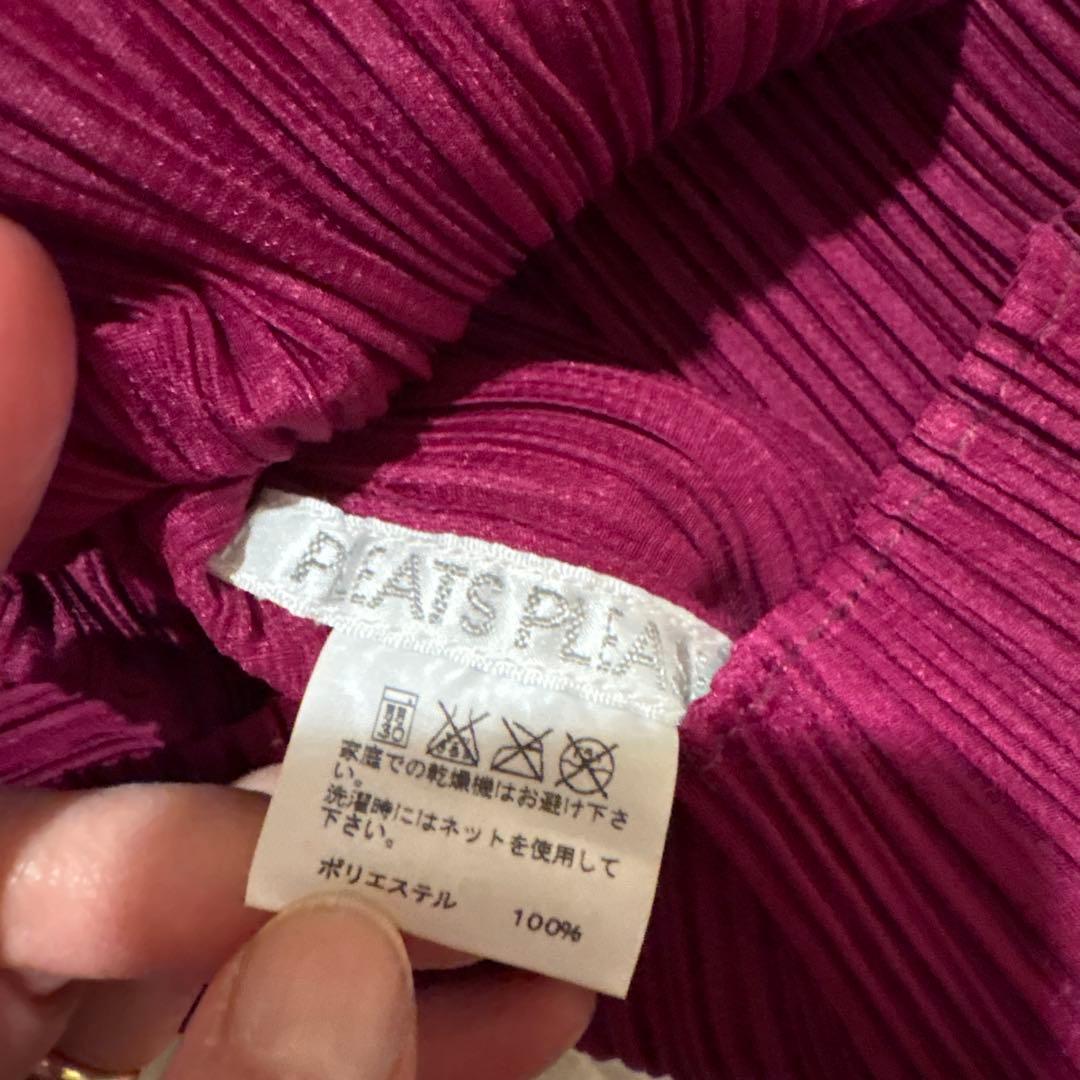 PLEATS PLEA
家庭での乾燥機はお避け下さ
い。
洗濯時にはネットを使用して
下さい。
ポリエステル 100%